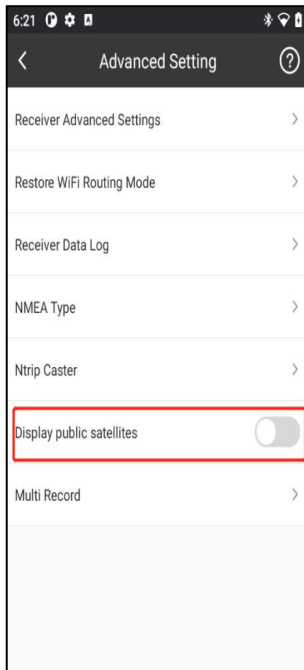 6:21
Advanced Setting
Receiver Advanced Settings
Restore WiFi Routing Mode
Receiver Data Log
NMEA Type
Ntrip Caster
Display public satellites
Multi Record